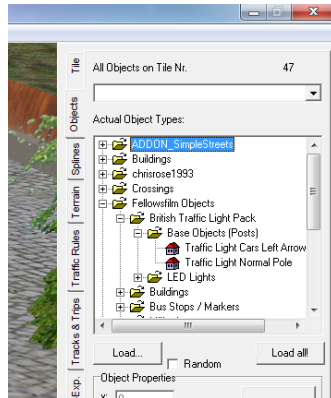 Tile
Objects
Splines
Terrain
Traffic Rules
Tracks & Trips
Exp.
All Objects on Tile Nr. 47
Actual Object Types:
ADDON_SimpleStreets
Buildings
chrisrose1993
Crossings
Fellowsfilm Objects
British Traffic Light Pack
Base Objects (Posts)
Traffic Light Cars Left Arrow
Traffic Light Normal Pole
LED Lights
Buildings
Bus Stops / Markers
Load...
Random
Load all!
Object Properties
x: